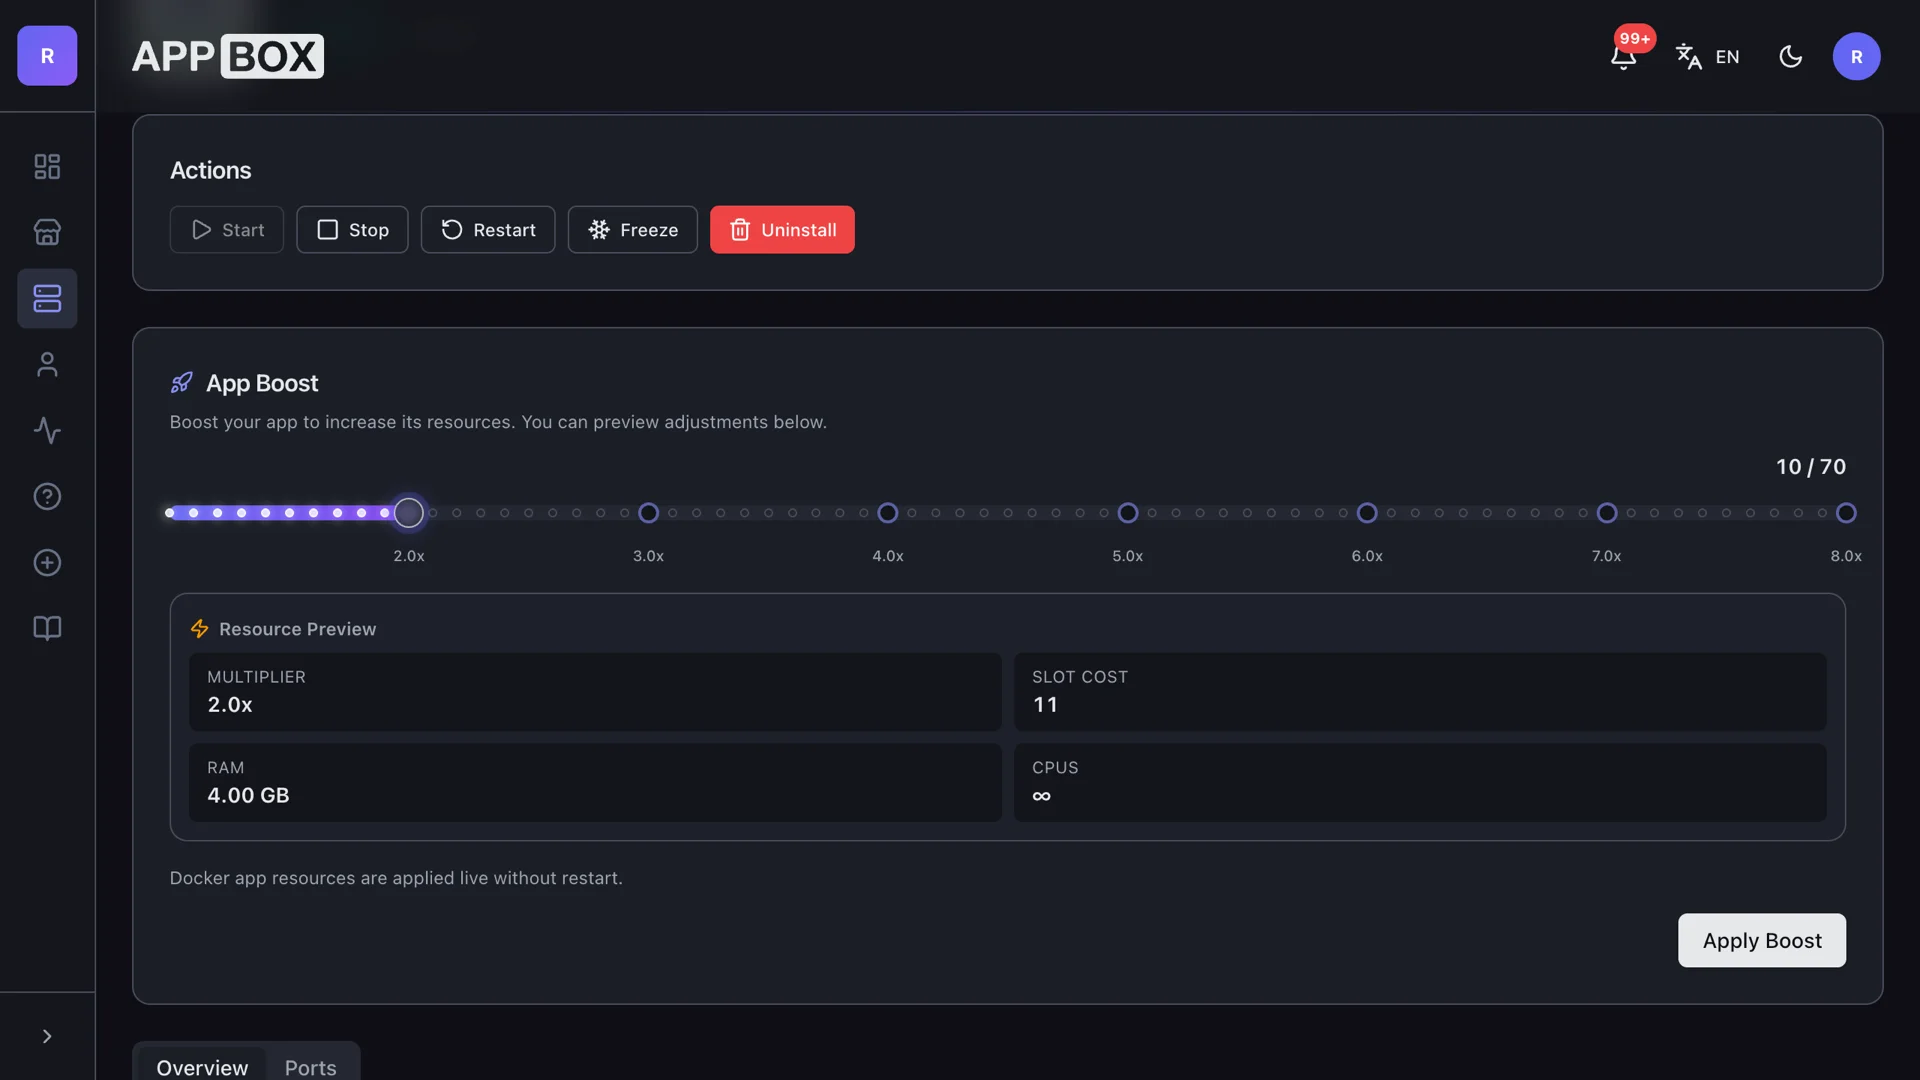 R
APP BOX
99+
EN
R
Actions
Start
Stop
Restart
Freeze
Uninstall
App Boost
Boost your app to increase its resources. You can preview adjustments below.
10 / 70
2.0x
3.0x
4.0x
5.0x
6.0x
7.0x
8.0x
Resource Preview
MULTIPLIER
2.0x
SLOT COST
11
RAM
4.00 GB
CPUS
∞
Docker app resources are applied live without restart.
Apply Boost
Overview
Ports